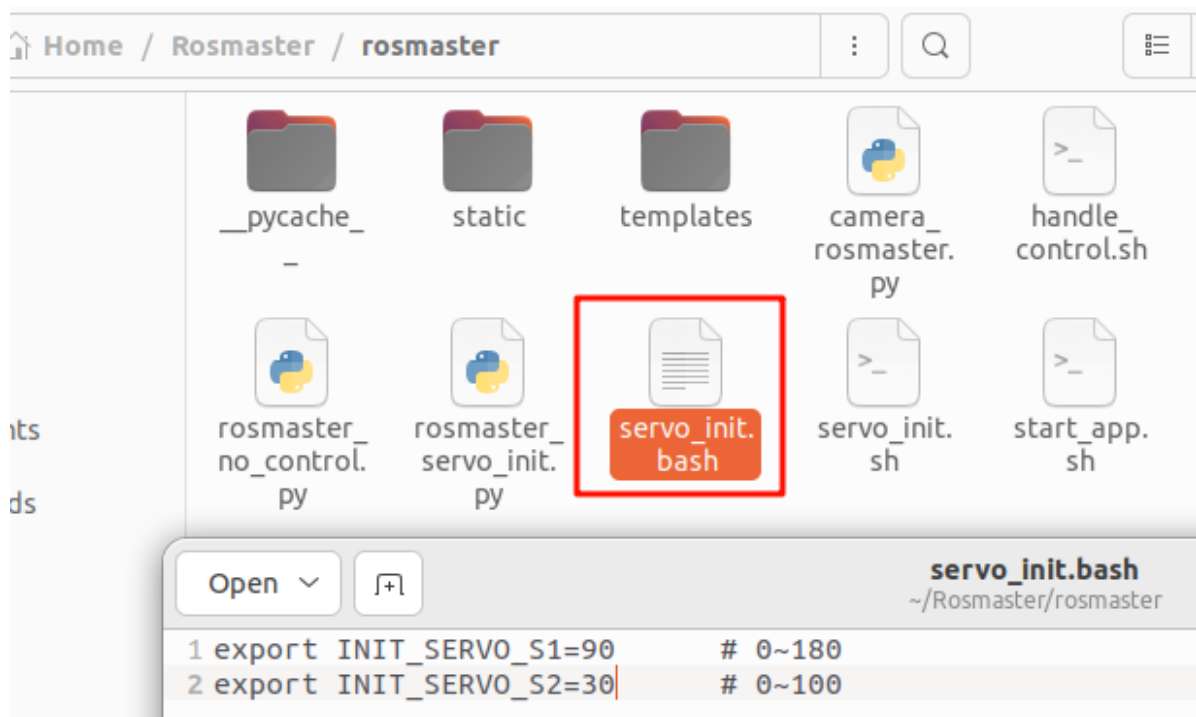 Home / Rosmaster / rosmaster
__pycache_
_
static
templates
camera_
rosmaster.
py
handle_
control.sh
rosmaster_
no_control.
py
rosmaster_
servo_init.
py
servo_init.
bash
servo_init.
sh
start_app.
sh
nts
ds
Open
servo_init.bash
~/Rosmaster/rosmaster
1 export INIT_SERVO_S1=90 # 0~180
2 export INIT_SERVO_S2=30 # 0~100